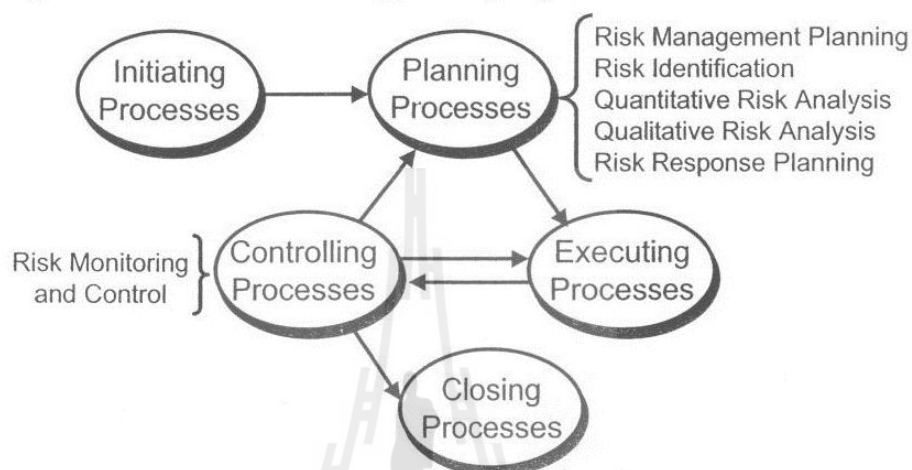 Initiating
Processes
Planning
Processes
Risk Management Planning
Risk Identification
Quantitative Risk Analysis
Qualitative Risk Analysis
Risk Response Planning
Risk Monitoring
and Control
Controlling
Processes
Executing
Processes
Closing
Processes